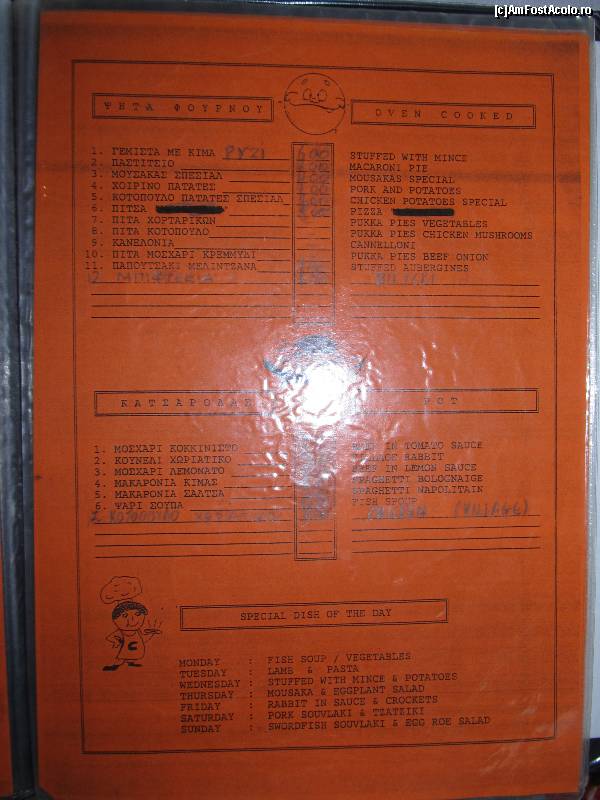 [c]AmFostAcolo.ro
ΨΗΤΑ ΦΟΥΡΝΟΥ
OVEN COOKED
1. ΓΕΜΙΣΤΑ ΜΕ ΚΙΜΑ ΡΥΖΙ STUFFED WITH MINCE
2. ΠΑΣΤΙΤΣΙΟ MACARONI PIE
3. ΜΟΥΣΑΚΑΣ ΣΠΕΣΙΑΛ MOUSAKAS SPECIAL
4. ΧΟΙΡΙΝΟ ΠΑΤΑΤΕΣ PORK AND POTATOES
5. ΚΟΤΟΠΟΥΛΟ ΠΑΤΑΤΕΣ ΣΠΕΣΙΑΛ CHICKEN POTATOES SPECIAL
6. ΠΙΤΣΑ PIZZA
7. ΠΙΤΑ ΧΟΡΤΑΡΙΚΩΝ PUKKA PIES VEGETABLES
8. ΠΙΤΑ ΚΟΤΟΠΟΥΛΟ PUKKA PIES CHICKEN MUSHROOMS
9. ΚΑΝΕΛΟΝΙΑ CANNELLONI
10. ΠΙΤΑ ΜΟΣΧΑΡΙ ΚΡΕΜΜΥΔΙ PUKKA PIES BEEF ONION
11. ΠΑΠΟΥΤΣΑΚΙ ΜΕΛΙΝΤΖΑΝΑ STUFFED AUBERGINES
12 ΜΠΙΦΤΕΚΙΑ
ΚΑΤΣΑΡΟΛΑΣ
POT
1. ΜΟΣΧΑΡΙ ΚΟΚΚΙΝΙΣΤΟ BEEF IN TOMATO SAUCE
2. ΚΟΥΝΕΛΙ ΧΩΡΙΑΤΙΚΟ VILLAGE RABBIT
3. ΜΟΣΧΑΡΙ ΛΕΜΟΝΑΤΟ BEEF IN LEMON SAUCE
4. ΜΑΚΑΡΟΝΙΑ ΚΙΜΑΣ SPAGHETTI BOLOGNAIGE
5. ΜΑΚΑΡΟΝΙΑ ΣΑΛΤΣΑ SPAGHETTI NAPOLITAIN
6. ΨΑΡΙ ΣΟΥΠΑ FISH SPOUP
ΚΟΤΟΠΟΥΛΟ CHICKEN (VILLAGE)
SPECIAL DISH OF THE DAY
MONDAY : FISH SOUP / VEGETABLES
TUESDAY : LAMB & PASTA
WEDNESDAY : STUFFED WITH MINCE & POTATOES
THURSDAY : MOUSAKA & EGGPLANT SALAD
FRIDAY : RABBIT IN SAUCE & CROCKETS
SATURDAY : PORK SOUVLAKI & TZATZIKI
SUNDAY : SWORDFISH SOUVLAKI & EGG ROE SALAD